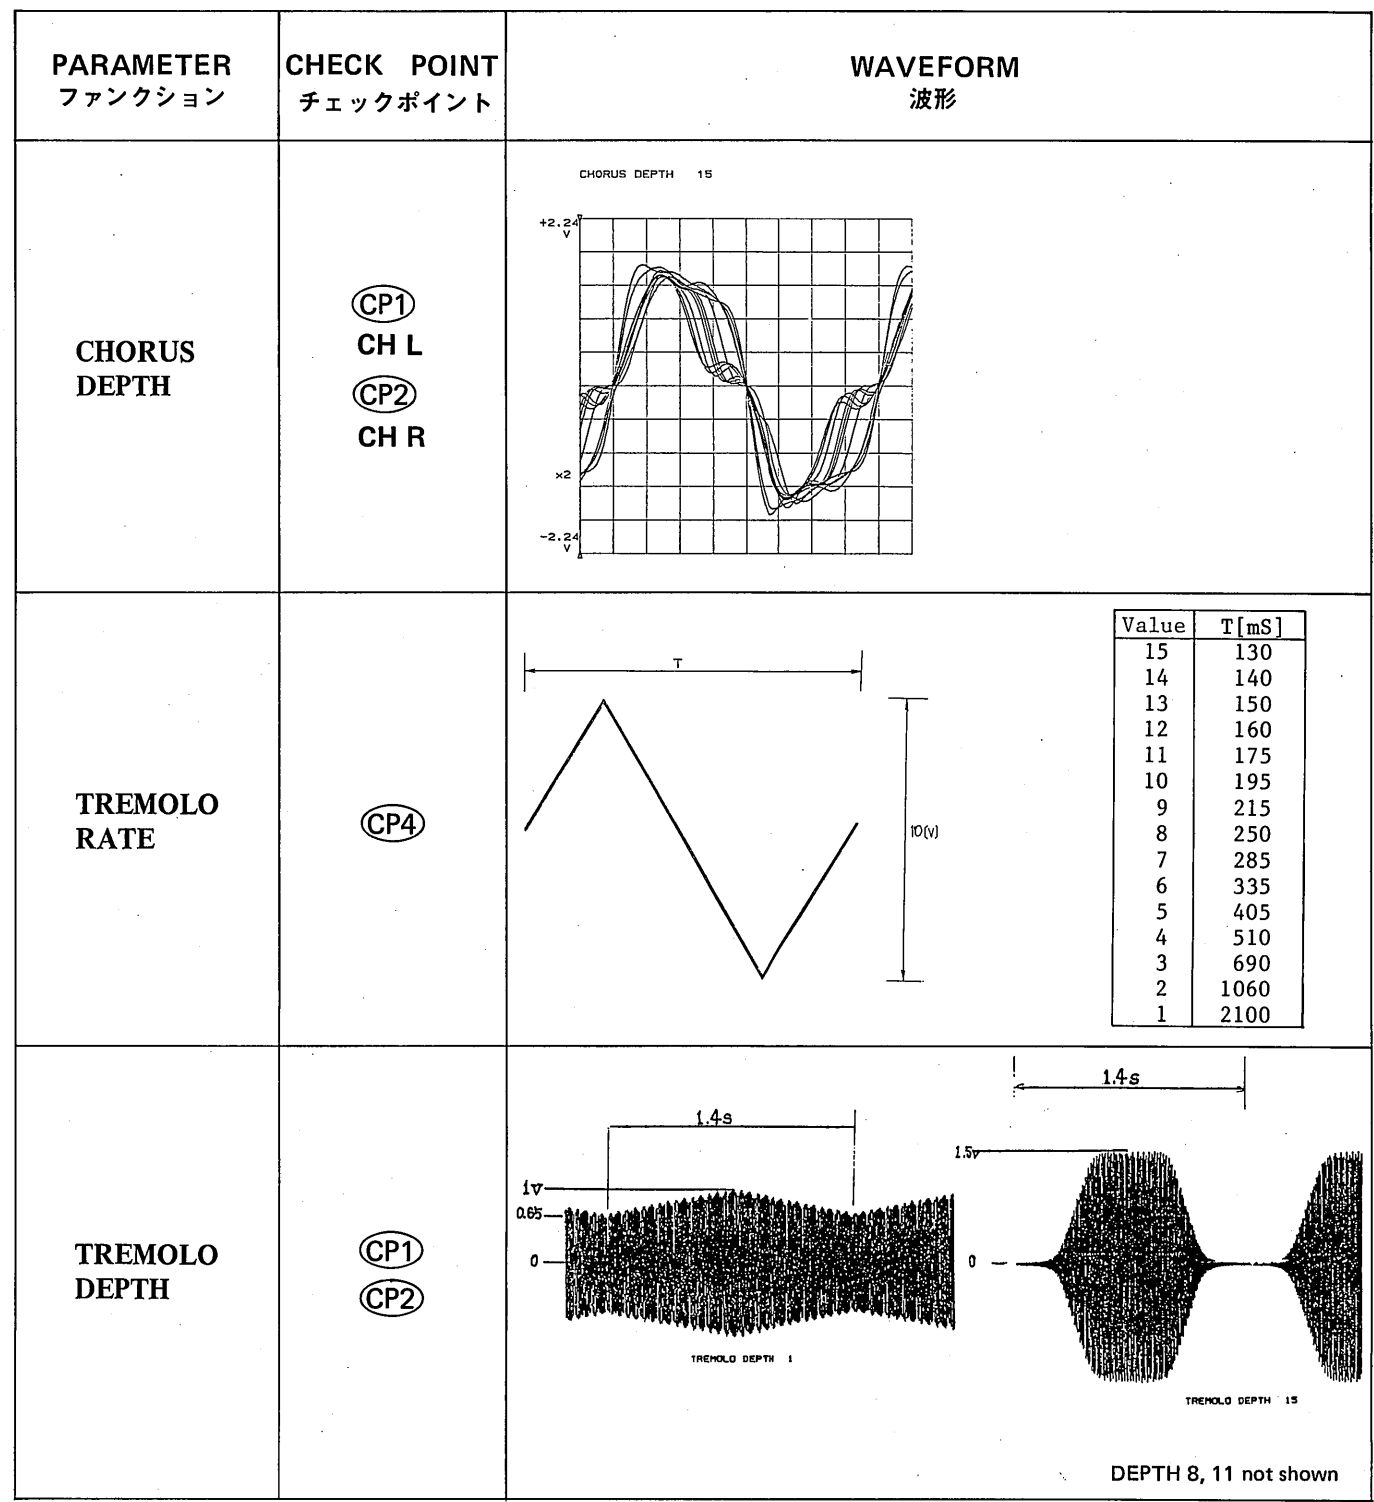 PARAMETER
ファンクション
CHECK POINT
チェックポイント
WAVEFORM
波形
CHORUS
DEPTH
CP1
CH L
CP2
CH R
CHORUS DEPTH 15
+2.24
V
x2
-2.24
V
TREMOLO
RATE
CP4
T
10(V)
Value T[mS]
15 130
14 140
13 150
12 160
11 175
10 195
9 215
8 250
7 285
6 335
5 405
4 510
3 690
2 1060
1 2100
TREMOLO
DEPTH
CP1
CP2
1.4s
1V
0.65
0
TREMOLO DEPTH 1
1.4s
1.5V
0
TREMOLO DEPTH 15
DEPTH 8, 11 not shown